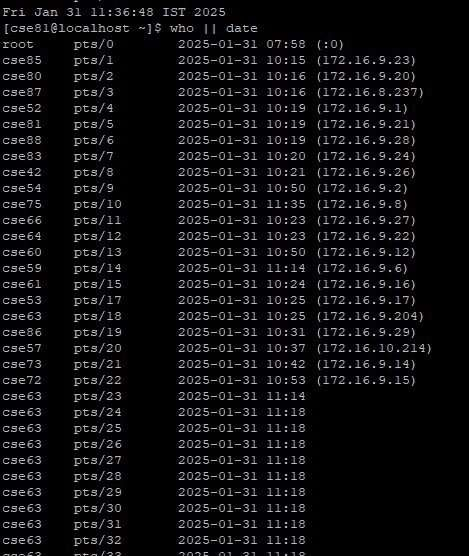 Fri Jan 31 11:36:48 IST 2025
[cse81@localhost ~]$ who || date
root     pts/0        2025-01-31 07:58 (:0)
cse85    pts/1        2025-01-31 10:15 (172.16.9.23)
cse80    pts/2        2025-01-31 10:16 (172.16.9.20)
cse87    pts/3        2025-01-31 10:16 (172.16.8.237)
cse52    pts/4        2025-01-31 10:19 (172.16.9.1)
cse81    pts/5        2025-01-31 10:19 (172.16.9.21)
cse88    pts/6        2025-01-31 10:19 (172.16.9.28)
cse83    pts/7        2025-01-31 10:20 (172.16.9.24)
cse42    pts/8        2025-01-31 10:21 (172.16.9.26)
cse54    pts/9        2025-01-31 10:50 (172.16.9.2)
cse75    pts/10       2025-01-31 11:35 (172.16.9.8)
cse66    pts/11       2025-01-31 10:23 (172.16.9.27)
cse64    pts/12       2025-01-31 10:23 (172.16.9.22)
cse60    pts/13       2025-01-31 10:50 (172.16.9.12)
cse59    pts/14       2025-01-31 11:14 (172.16.9.6)
cse61    pts/15       2025-01-31 10:24 (172.16.9.16)
cse53    pts/17       2025-01-31 10:25 (172.16.9.17)
cse63    pts/18       2025-01-31 10:25 (172.16.9.204)
cse86    pts/19       2025-01-31 10:31 (172.16.9.29)
cse57    pts/20       2025-01-31 10:37 (172.16.10.214)
cse73    pts/21       2025-01-31 10:42 (172.16.9.14)
cse72    pts/22       2025-01-31 10:53 (172.16.9.15)
cse63    pts/23       2025-01-31 11:14
cse63    pts/24       2025-01-31 11:18
cse63    pts/25       2025-01-31 11:18
cse63    pts/26       2025-01-31 11:18
cse63    pts/27       2025-01-31 11:18
cse63    pts/28       2025-01-31 11:18
cse63    pts/29       2025-01-31 11:18
cse63    pts/30       2025-01-31 11:18
cse63    pts/31       2025-01-31 11:18
cse63    pts/32       2025-01-31 11:18